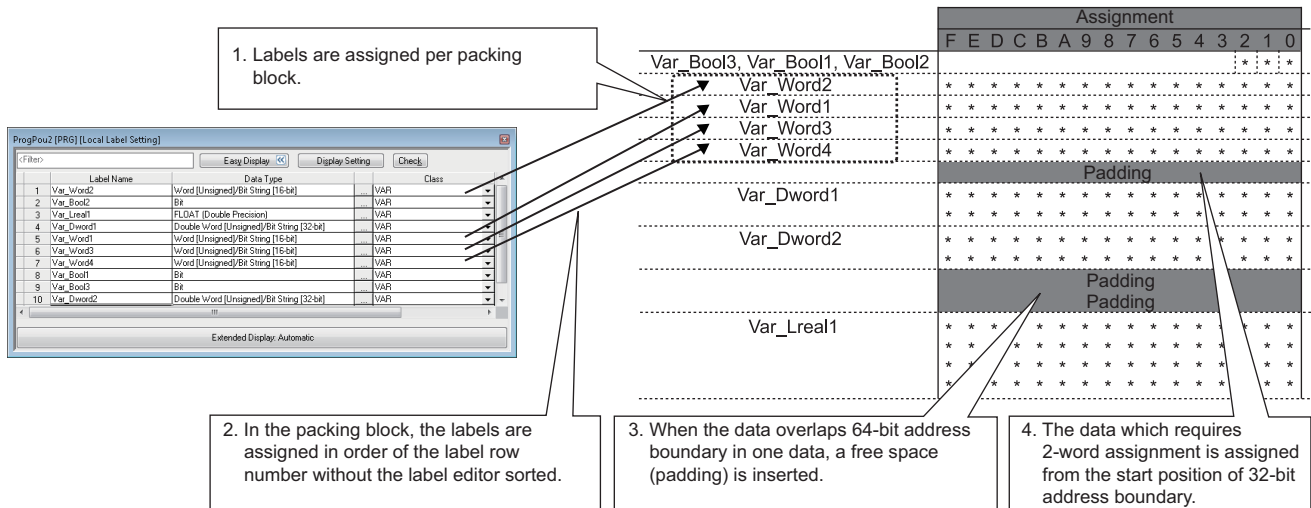 Assignment
F E D C B A 9 8 7 6 5 4 3 2 1 0
1. Labels are assigned per packing
block.
Var_Bool3, Var_Bool1, Var_Bool2
* * *
Var_Word2
* * * * * * * * * * * * * * * *
Var_Word1
* * * * * * * * * * * * * * * *
Var_Word3
* * * * * * * * * * * * * * * *
Var_Word4
* * * * * * * * * * * * * * * *
Padding
Var_Dword1
* * * * * * * * * * * * * * * *
* * * * * * * * * * * * * * * *
Var_Dword2
* * * * * * * * * * * * * * * *
* * * * * * * * * * * * * * * *
Padding
Padding
Var_Lreal1
* * * * * * * * * * * * * * * *
* * * * * * * * * * * * * * * *
* * * * * * * * * * * * * * * *
* * * * * * * * * * * * * * * *
ProgPou2 [PRG] [Local Label Setting]
<Filter> Easy Display Display Setting Check
Label Name Data Type Class
1 Var_Word2 Word [Unsigned]/Bit String [16-bit] ... VAR
2 Var_Bool2 Bit ... VAR
3 Var_Lreal1 FLOAT (Double Precision) ... VAR
4 Var_Dword1 Double Word [Unsigned]/Bit String [32-bit] ... VAR
5 Var_Word1 Word [Unsigned]/Bit String [16-bit] ... VAR
6 Var_Word3 Word [Unsigned]/Bit String [16-bit] ... VAR
7 Var_Word4 Word [Unsigned]/Bit String [16-bit] ... VAR
8 Var_Bool1 Bit ... VAR
9 Var_Bool3 Bit ... VAR
10 Var_Dword2 Double Word [Unsigned]/Bit String [32-bit] ... VAR
Extended Display: Automatic
2. In the packing block, the labels are
assigned in order of the label row
number without the label editor sorted.
3. When the data overlaps 64-bit address
boundary in one data, a free space
(padding) is inserted.
4. The data which requires
2-word assignment is assigned
from the start position of 32-bit
address boundary.